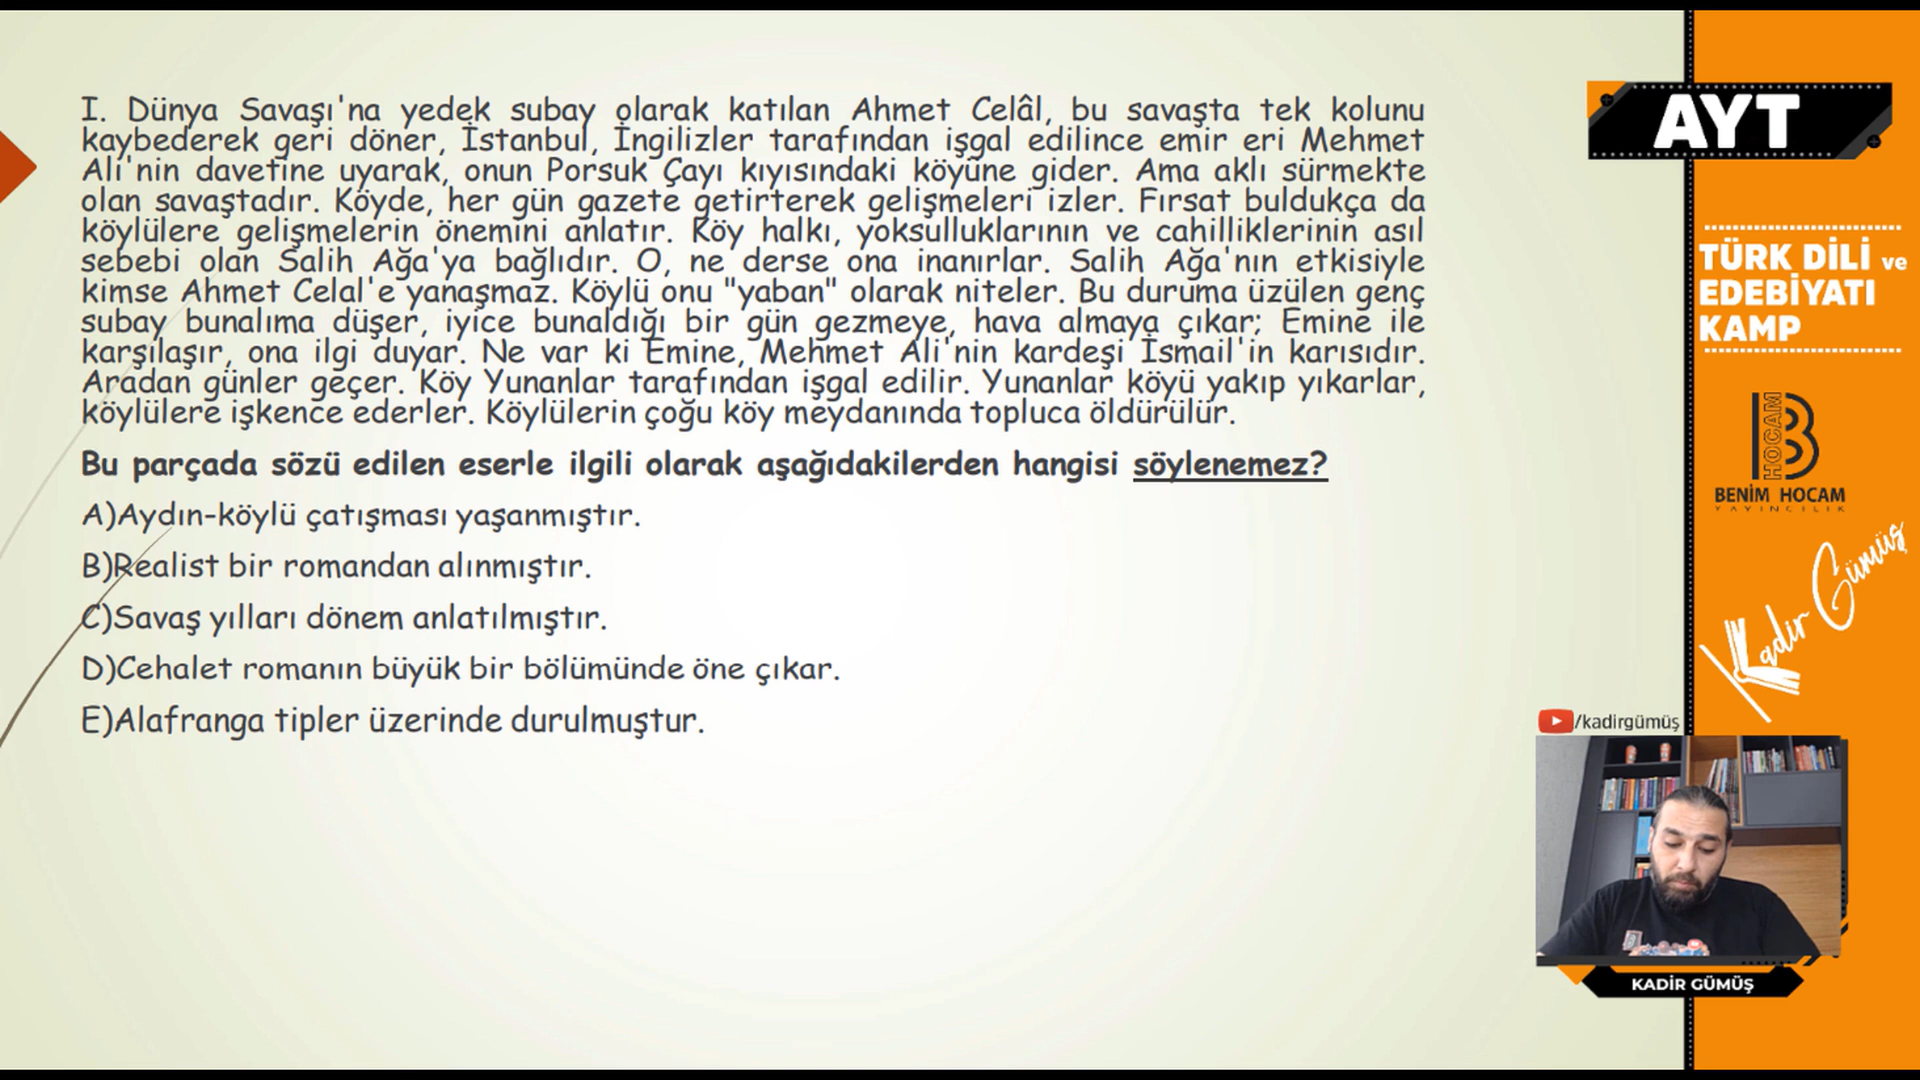 I. Dünya Savaşı'na yedek subay olarak katılan Ahmet Celâl, bu savaşta tek kolunu
kaybederek geri döner, İstanbul, İngilizler tarafından işgal edilince emir eri Mehmet
Ali'nin davetine uyarak, onun Porsuk Çayı kıyısındaki köyüne gider. Ama aklı sürmekte
olan savaştadır. Köyde, her gün gazete getirterek gelişmeleri izler. Fırsat buldukça da
köylülere gelişmelerin önemini anlatır. Köy halkı, yoksulluklarının ve cahilliklerinin asıl
sebebi olan Salih Ağa'ya bağlıdır. O, ne derse ona inanırlar. Salih Ağa'nın etkisiyle
kimse Ahmet Celal'e yanaşmaz. Köylü onu "yaban" olarak niteler. Bu duruma üzülen genç
subay bunalıma düşer, iyice bunaldığı bir gün gezmeye, hava almaya çıkar; Emine ile
karşılaşır, ona ilgi duyar. Ne var ki Emine, Mehmet Ali'nin kardeşi İsmail'in karısıdır.
Aradan günler geçer. Köy Yunanlar tarafından işgal edilir. Yunanlar köyü yakıp yıkarlar,
köylülere işkence ederler. Köylülerin çoğu köy meydanında topluca öldürülür.
Bu parçada sözü edilen eserle ilgili olarak aşağıdakilerden hangisi söylenemez?
A)Aydın-köylü çatışması yaşanmıştır.
B)Realist bir romandan alınmıştır.
C)Savaş yılları dönem anlatılmıştır.
D)Cehalet romanın büyük bir bölümünde öne çıkar.
E)Alafranga tipler üzerinde durulmuştur.
AYT
TÜRK DİLİ ve
EDEBİYATI
KAMP
HOCAM
B
BENİM HOCAM
YAYINCILIK
Kadir Gümüş
/kadirgümüş
KADİR GÜMÜŞ